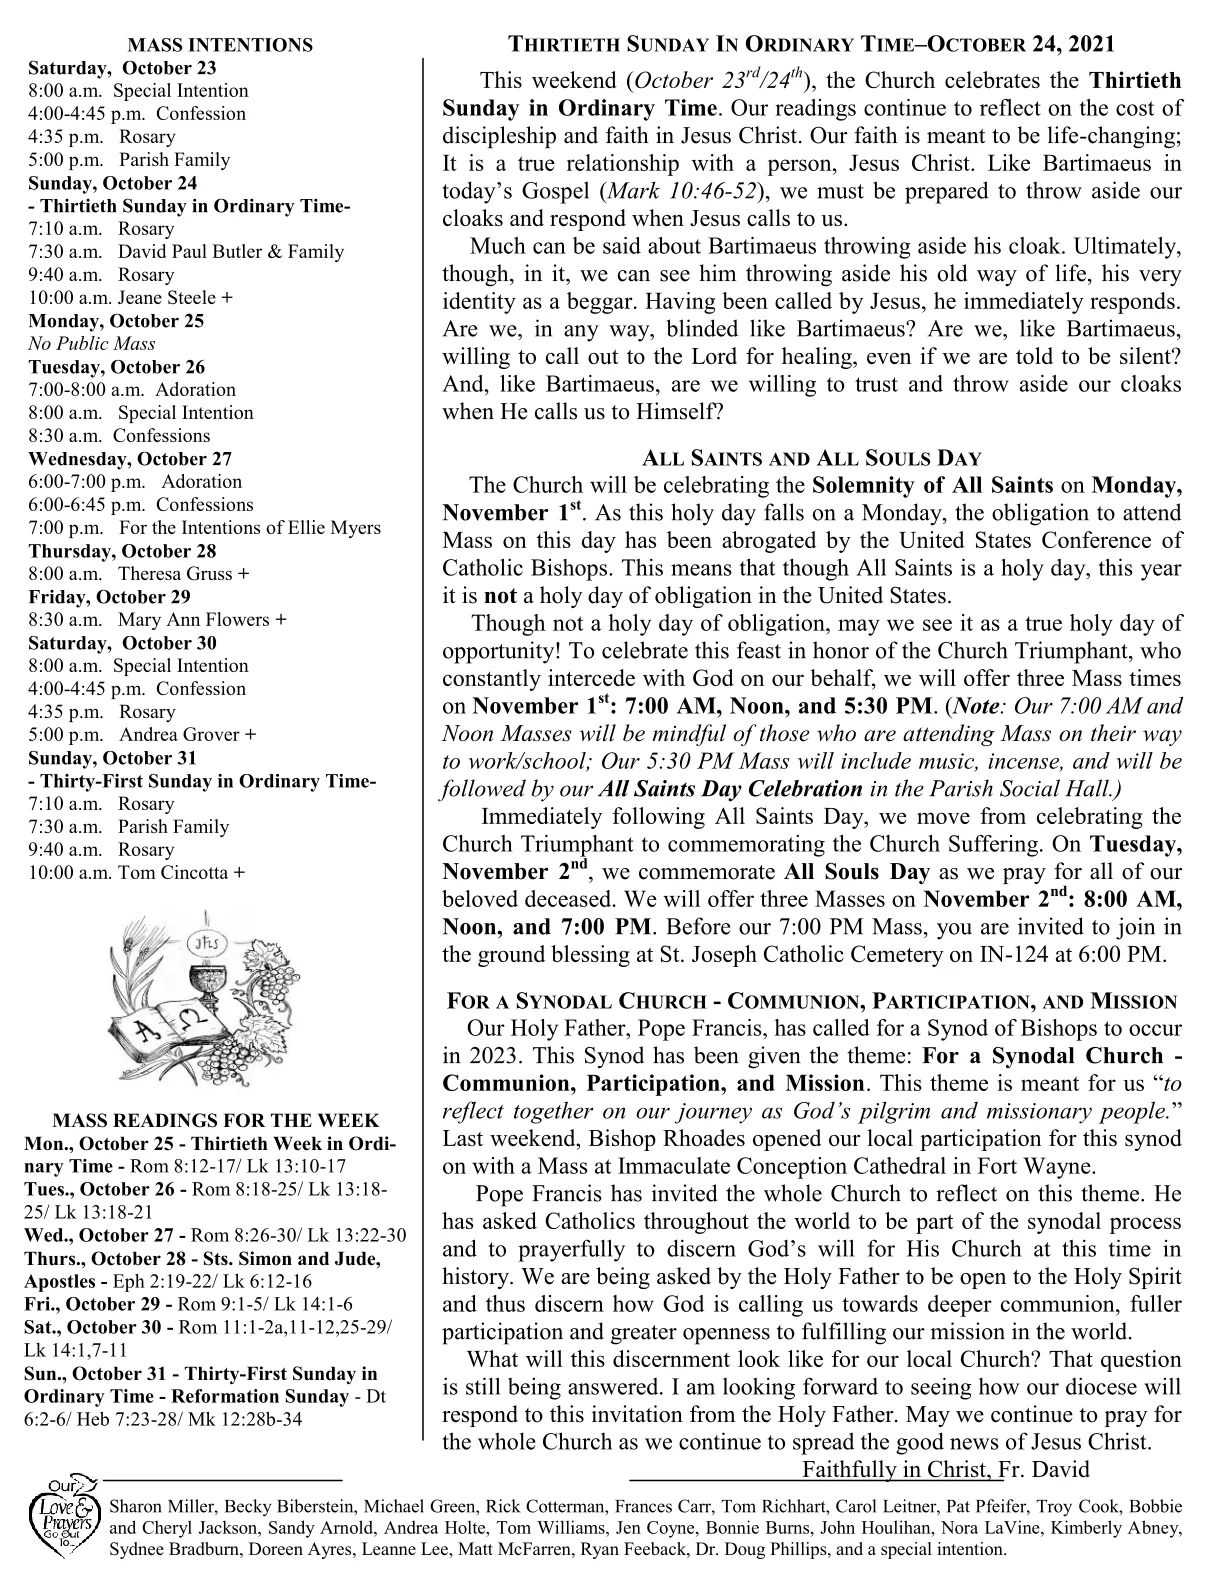 MASS INTENTIONS
Saturday, October 23
8:00 a.m. Special Intention
4:00-4:45 p.m. Confession
4:35 p.m. Rosary
5:00 p.m. Parish Family
Sunday, October 24
- Thirtieth Sunday in Ordinary Time-
7:10 a.m. Rosary
7:30 a.m. David Paul Butler & Family
9:40 a.m. Rosary
10:00 a.m. Jeane Steele +
Monday, October 25
No Public Mass
Tuesday, October 26
7:00-8:00 a.m. Adoration
8:00 a.m. Special Intention
8:30 a.m. Confessions
Wednesday, October 27
6:00-7:00 p.m. Adoration
6:00-6:45 p.m. Confessions
7:00 p.m. For the Intentions of Ellie Myers
Thursday, October 28
8:00 a.m. Theresa Gruss +
Friday, October 29
8:30 a.m. Mary Ann Flowers +
Saturday, October 30
8:00 a.m. Special Intention
4:00-4:45 p.m. Confession
4:35 p.m. Rosary
5:00 p.m. Andrea Grover +
Sunday, October 31
- Thirty-First Sunday in Ordinary Time-
7:10 a.m. Rosary
7:30 a.m. Parish Family
9:40 a.m. Rosary
10:00 a.m. Tom Cincotta +
IHS
A Ω
MASS READINGS FOR THE WEEK
Mon., October 25 - Thirtieth Week in Ordi-
nary Time - Rom 8:12-17/ Lk 13:10-17
Tues., October 26 - Rom 8:18-25/ Lk 13:18-
25/ Lk 13:18-21
Wed., October 27 - Rom 8:26-30/ Lk 13:22-30
Thurs., October 28 - Sts. Simon and Jude,
Apostles - Eph 2:19-22/ Lk 6:12-16
Fri., October 29 - Rom 9:1-5/ Lk 14:1-6
Sat., October 30 - Rom 11:1-2a,11-12,25-29/
Lk 14:1,7-11
Sun., October 31 - Thirty-First Sunday in
Ordinary Time - Reformation Sunday - Dt
6:2-6/ Heb 7:23-28/ Mk 12:28b-34
THIRTIETH SUNDAY IN ORDINARY TIME–OCTOBER 24, 2021
This weekend (October 23rd/24th), the Church celebrates the Thirtieth
Sunday in Ordinary Time. Our readings continue to reflect on the cost of
discipleship and faith in Jesus Christ. Our faith is meant to be life-changing;
It is a true relationship with a person, Jesus Christ. Like Bartimaeus in
today's Gospel (Mark 10:46-52), we must be prepared to throw aside our
cloaks and respond when Jesus calls to us.
Much can be said about Bartimaeus throwing aside his cloak. Ultimately,
though, in it, we can see him throwing aside his old way of life, his very
identity as a beggar. Having been called by Jesus, he immediately responds.
Are we, in any way, blinded like Bartimaeus? Are we, like Bartimaeus,
willing to call out to the Lord for healing, even if we are told to be silent?
And, like Bartimaeus, are we willing to trust and throw aside our cloaks
when He calls us to Himself?
ALL SAINTS AND ALL SOULS DAY
The Church will be celebrating the Solemnity of All Saints on Monday,
November 1st. As this holy day falls on a Monday, the obligation to attend
Mass on this day has been abrogated by the United States Conference of
Catholic Bishops. This means that though All Saints is a holy day, this year
it is not a holy day of obligation in the United States.
Though not a holy day of obligation, may we see it as a true holy day of
opportunity! To celebrate this feast in honor of the Church Triumphant, who
constantly intercede with God on our behalf, we will offer three Mass times
on November 1st: 7:00 AM, Noon, and 5:30 PM. (Note: Our 7:00 AM and
Noon Masses will be mindful of those who are attending Mass on their way
to work/school; Our 5:30 PM Mass will include music, incense, and will be
followed by our All Saints Day Celebration in the Parish Social Hall.)
Immediately following All Saints Day, we move from celebrating the
Church Triumphant to commemorating the Church Suffering. On Tuesday,
November 2nd, we commemorate All Souls Day as we pray for all of our
beloved deceased. We will offer three Masses on November 2nd: 8:00 AM,
Noon, and 7:00 PM. Before our 7:00 PM Mass, you are invited to join in
the ground blessing at St. Joseph Catholic Cemetery on IN-124 at 6:00 PM.
FOR A SYNODAL CHURCH - COMMUNION, PARTICIPATION, AND MISSION
Our Holy Father, Pope Francis, has called for a Synod of Bishops to occur
in 2023. This Synod has been given the theme: For a Synodal Church -
Communion, Participation, and Mission. This theme is meant for us “to
reflect together on our journey as God's pilgrim and missionary people.”
Last weekend, Bishop Rhoades opened our local participation for this synod
on with a Mass at Immaculate Conception Cathedral in Fort Wayne.
Pope Francis has invited the whole Church to reflect on this theme. He
has asked Catholics throughout the world to be part of the synodal process
and to prayerfully to discern God's will for His Church at this time in
history. We are being asked by the Holy Father to be open to the Holy Spirit
and thus discern how God is calling us towards deeper communion, fuller
participation and greater openness to fulfilling our mission in the world.
What will this discernment look like for our local Church? That question
is still being answered. I am looking forward to seeing how our diocese will
respond to this invitation from the Holy Father. May we continue to pray for
the whole Church as we continue to spread the good news of Jesus Christ.
Faithfully in Christ, Fr. David
Our
Love &
Prayers
Go Out
To...
Sharon Miller, Becky Biberstein, Michael Green, Rick Cotterman, Frances Carr, Tom Richhart, Carol Leitner, Pat Pfeifer, Troy Cook, Bobbie
and Cheryl Jackson, Sandy Arnold, Andrea Holte, Tom Williams, Jen Coyne, Bonnie Burns, John Houlihan, Nora LaVine, Kimberly Abney,
Sydnee Bradburn, Doreen Ayres, Leanne Lee, Matt McFarren, Ryan Feeback, Dr. Doug Phillips, and a special intention.